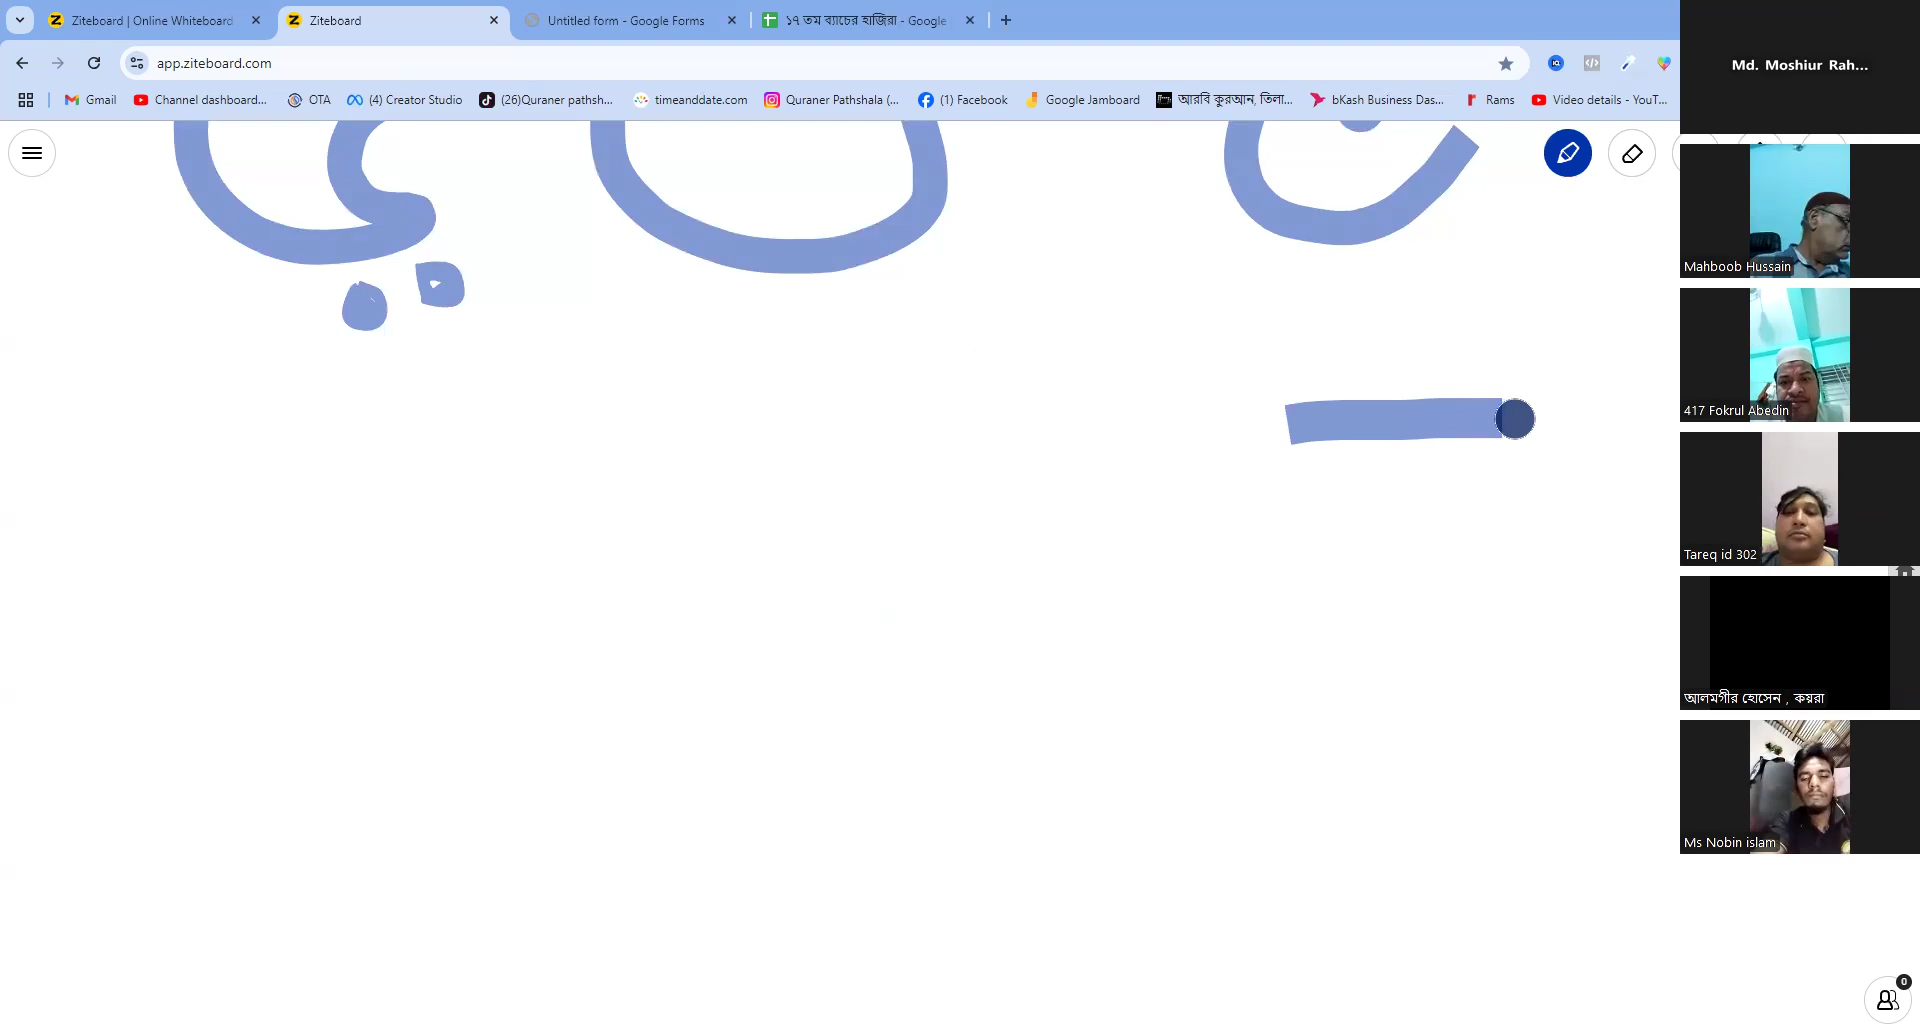 Ziteboard | Online Whiteboard
Ziteboard
Untitled form - Google Forms
১৭ তম ব্যাচের হাজিরা - Google
app.ziteboard.com
Gmail
Channel dashboard...
OTA
(4) Creator Studio
(26)Quraner pathsh...
timeanddate.com
Quraner Pathshala (...
(1) Facebook
Google Jamboard
আরবি কুরআন, তিলা...
bKash Business Das...
Rams
Video details - YouT...
Md. Moshiur Rah...
Mahboob Hussain
417 Fokrul Abedin
Tareq id 302
আলমগীর হোসেন , কয়রা
Ms Nobin islam
0